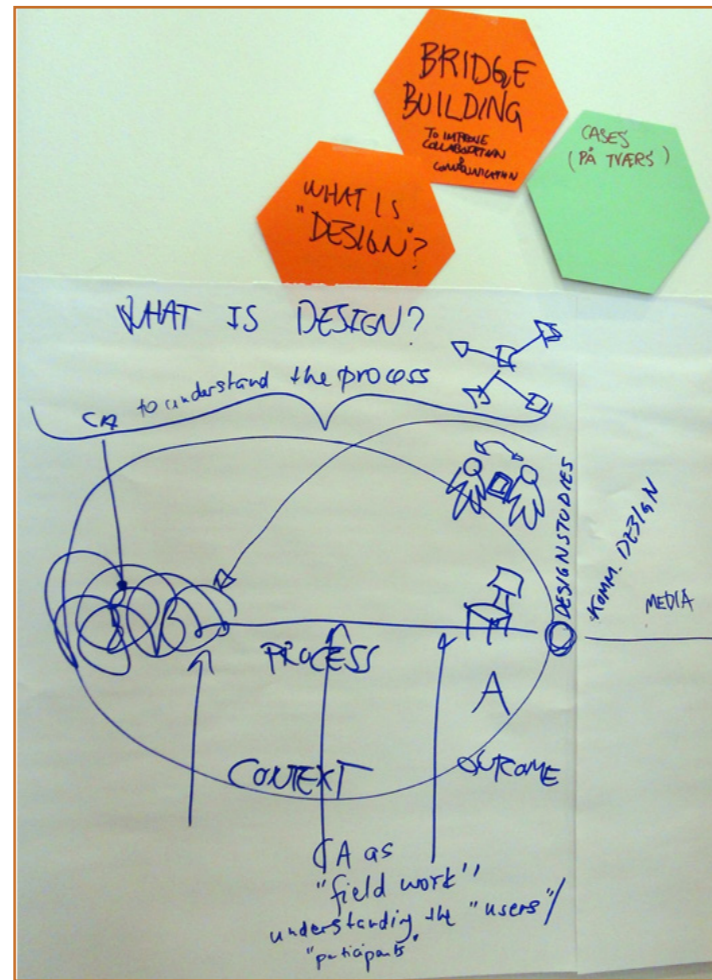 BRIDGE
BUILDING
TO IMPROVE
COLLABORATION
&
COMMUNICATION
CASES
(PÅ TVÆRS)
WHAT IS
"DESIGN"?
WHAT IS DESIGN?
CA to understand the process
DESIGNSTUDIES
KOMM. DESIGN
MEDIA
PROCESS
A
CONTEXT
OUTCOME
CA as
"field work"
understanding the "users"/
"participants"